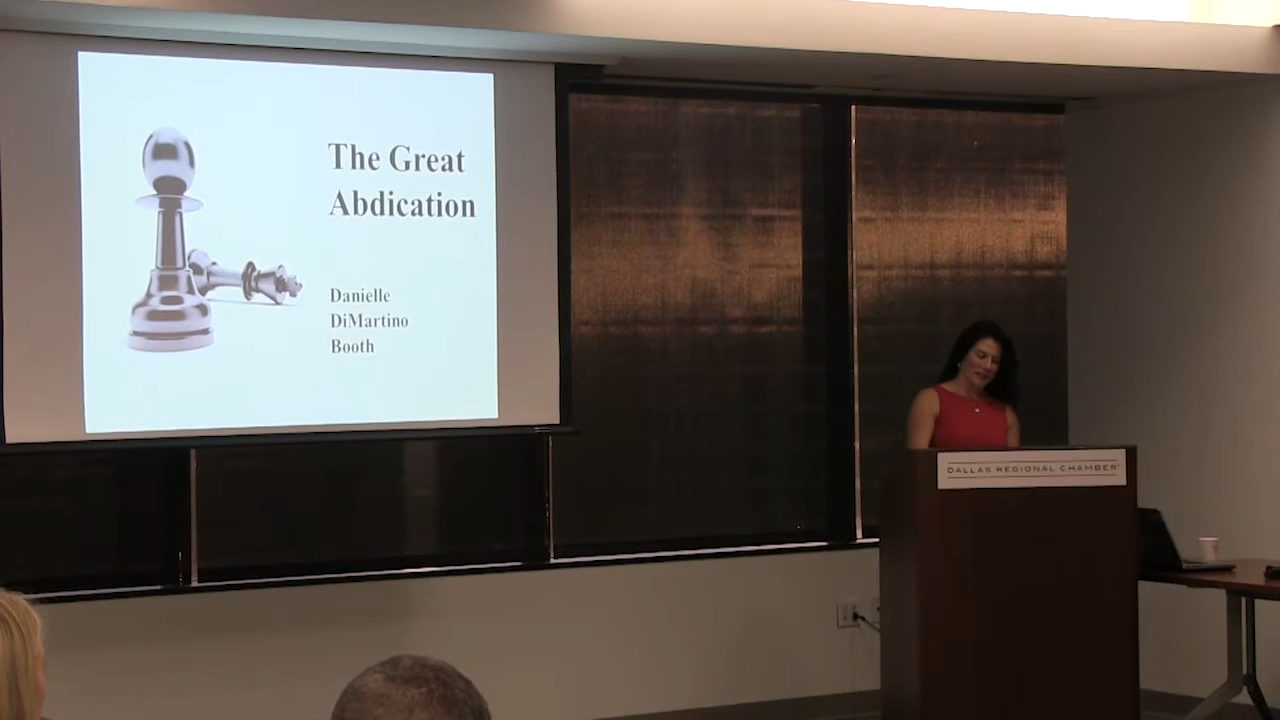 The Great
Abdication
Danielle
DiMartino
Booth
DALLAS REGIONAL CHAMBER